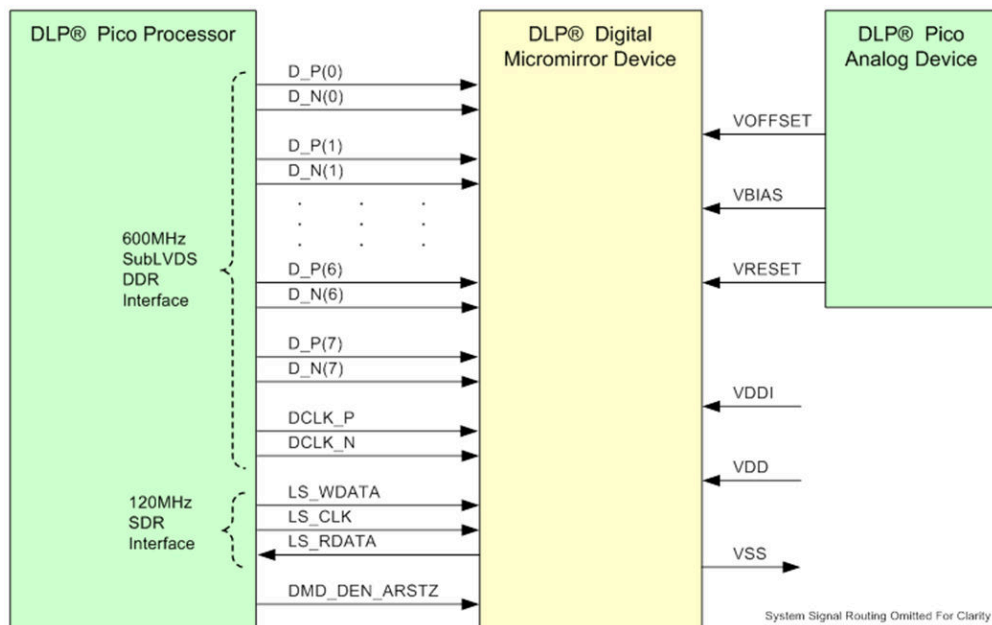 DLP® Pico Processor
DLP® Digital
Micromirror Device
DLP® Pico
Analog Device
D_P(0)
D_N(0)
D_P(1)
D_N(1)
. . .
. . .
. . .
D_P(6)
D_N(6)
D_P(7)
D_N(7)
DCLK_P
DCLK_N
LS_WDATA
LS_CLK
LS_RDATA
DMD_DEN_ARSTZ
600MHz
SubLVDS
DDR
Interface
120MHz
SDR
Interface
VOFFSET
VBIAS
VRESET
VDDI
VDD
VSS
System Signal Routing Omitted For Clarity